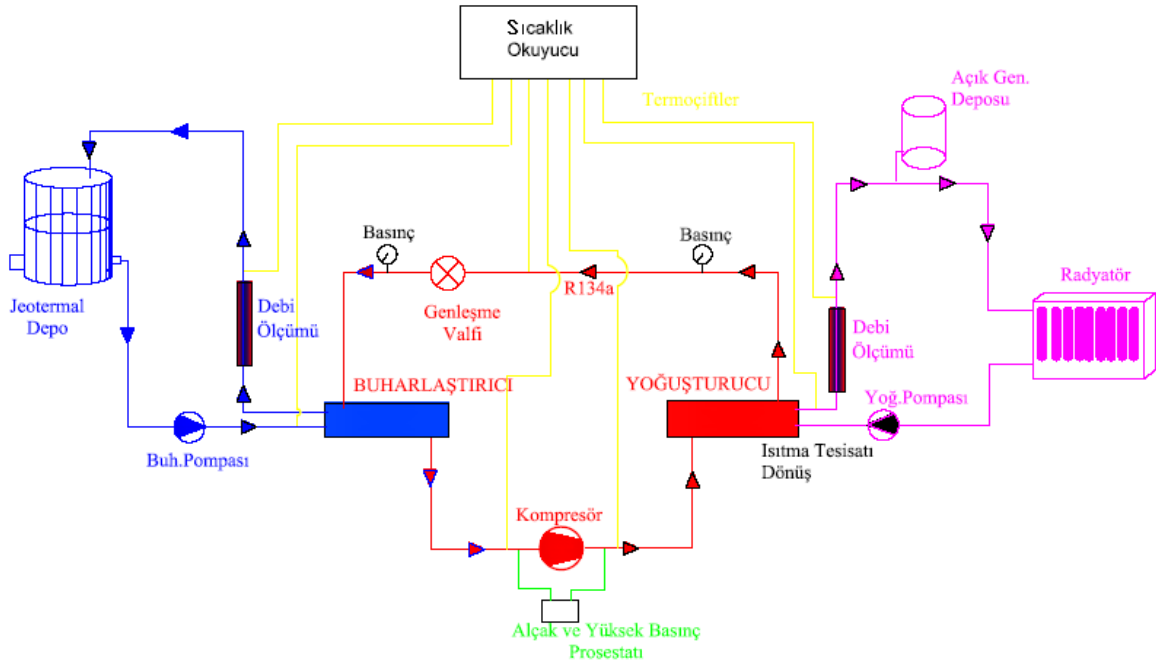 Sıcaklık
Okuyucu
Açık Gen.
Deposu
Termoçiftler
Basınç
Basınç
R134a
Radyatör
Jeotermal
Depo
Debi
Ölçümü
Genleşme
Valfi
Debi
Ölçümü
BUHARLAŞTIRICI
YOĞUŞTURUCU
Yoğ.Pompası
Buh.Pompası
Isıtma Tesisatı
Dönüş
Kompresör
Alçak ve Yüksek Basınç
Prosestatı